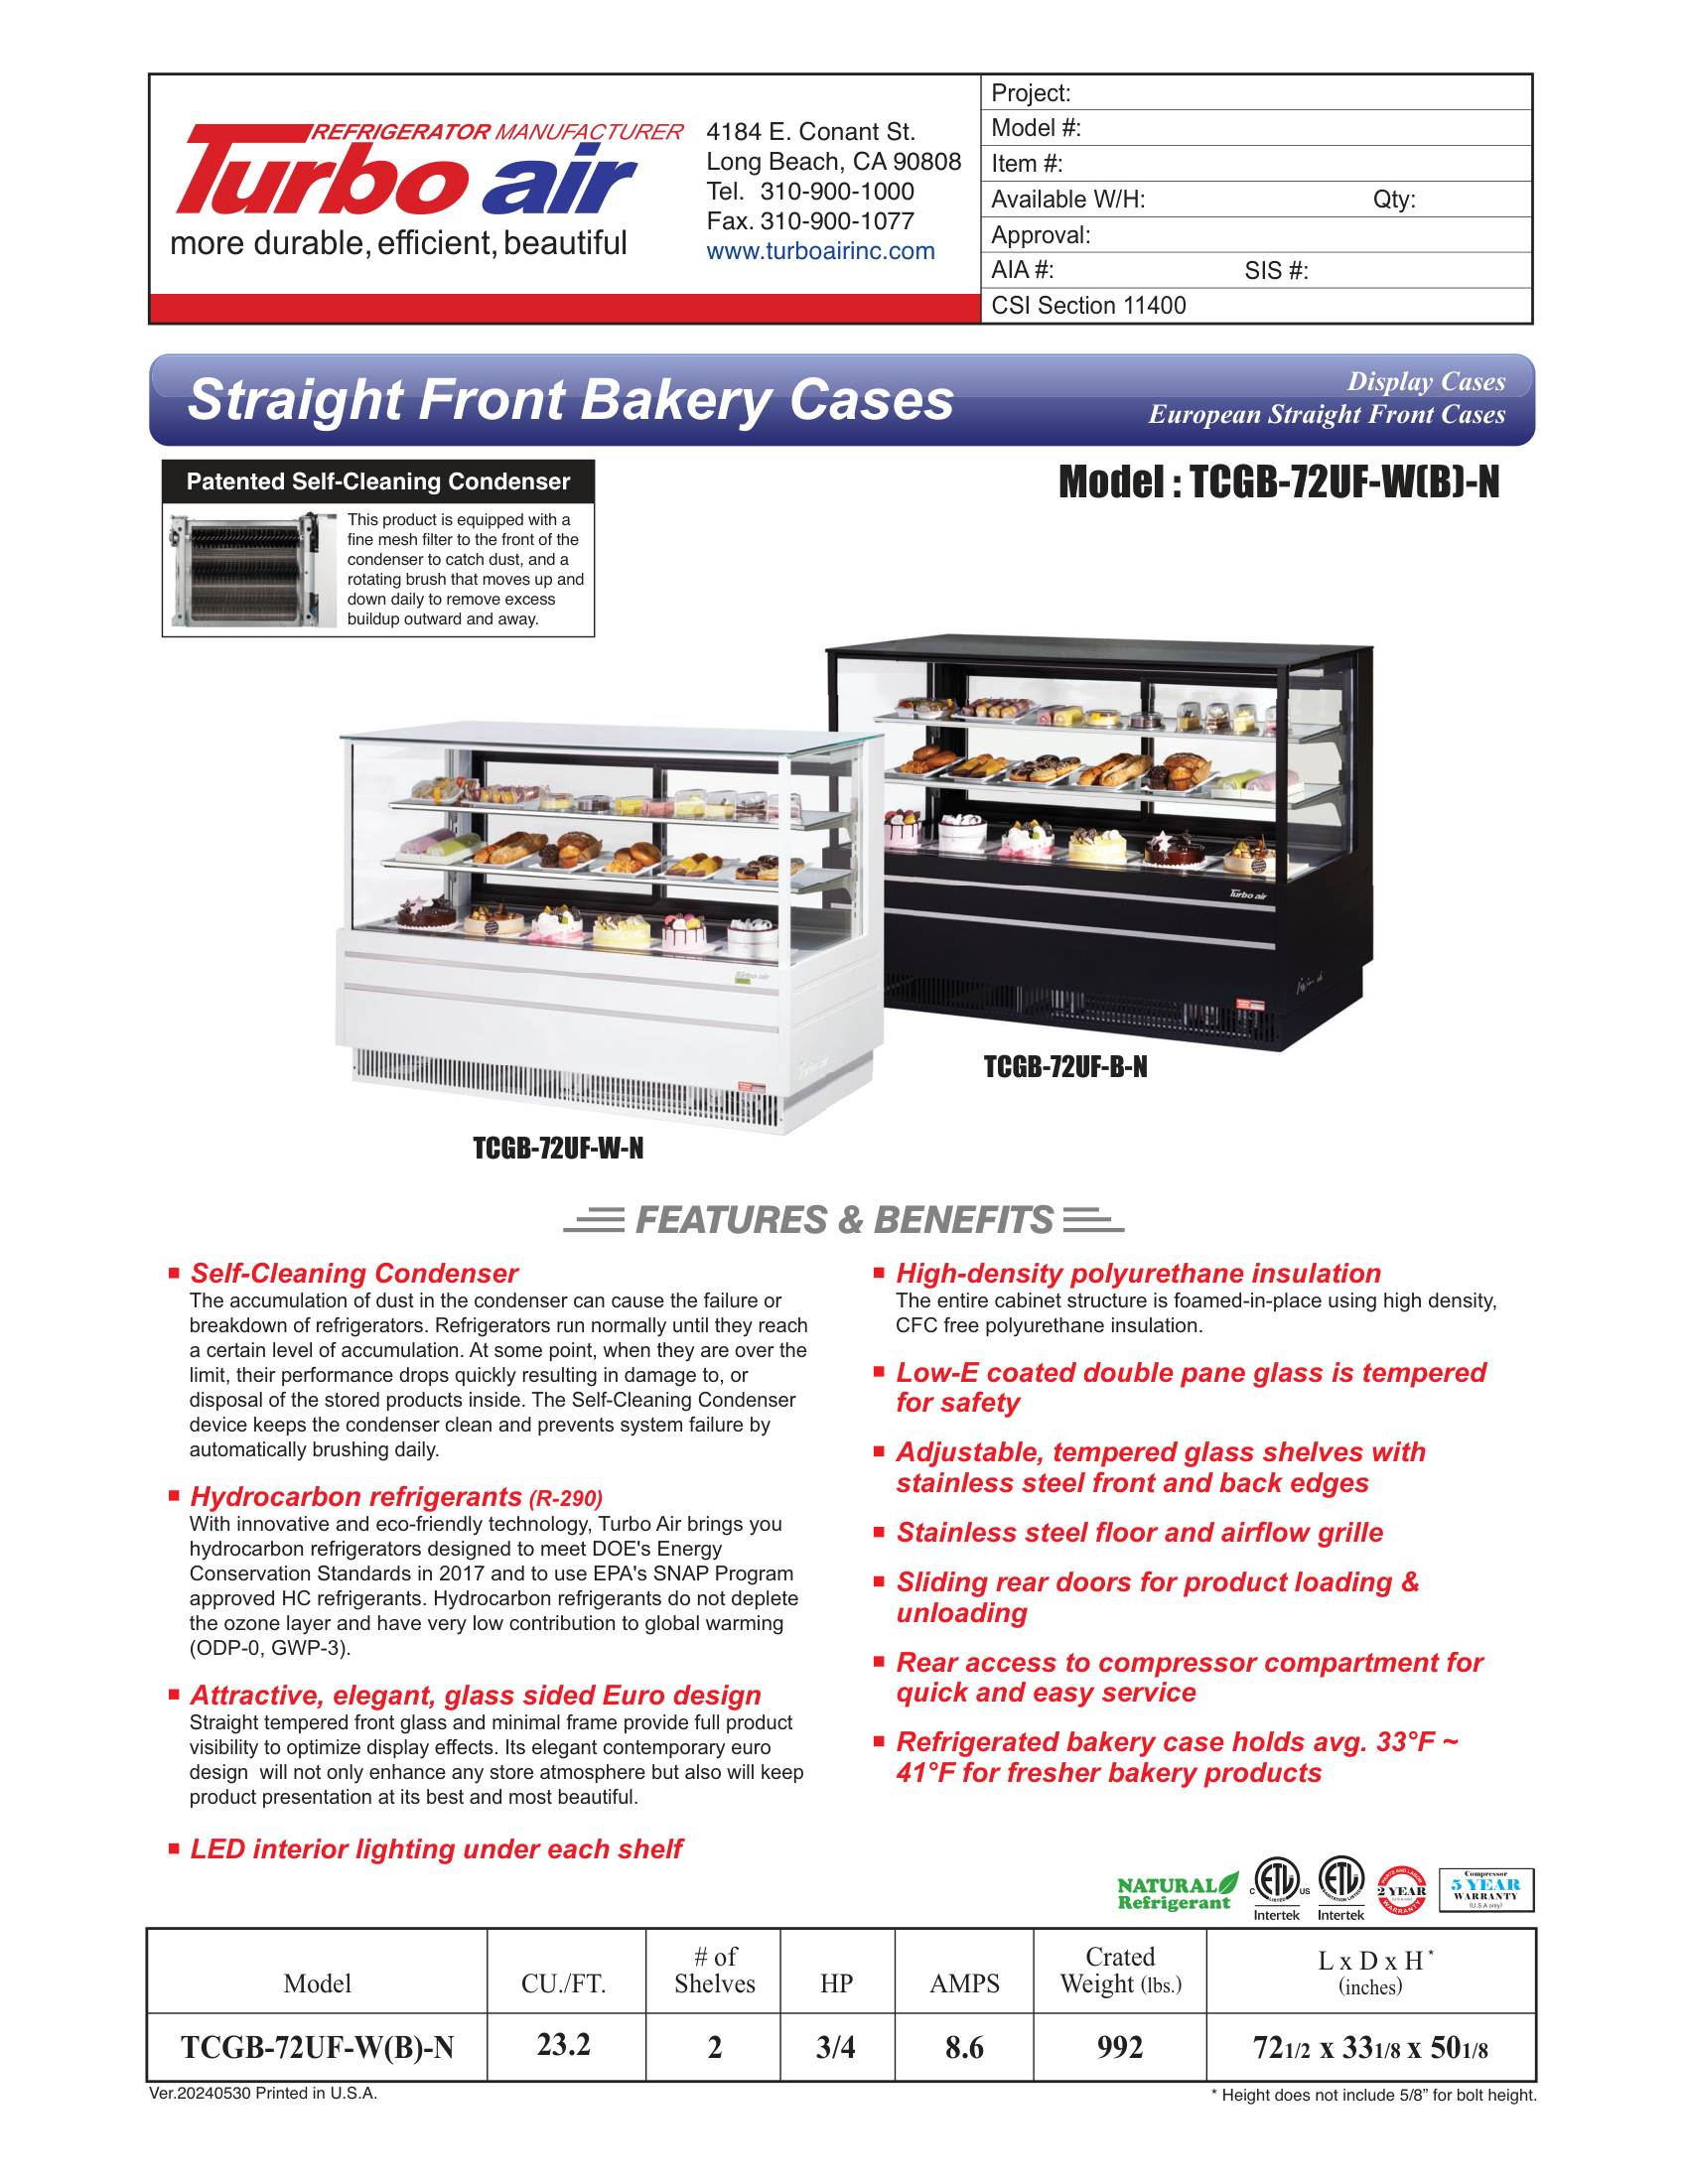 REFRIGERATOR MANUFACTURER
Turbo air
more durable, efficient, beautiful
4184 E. Conant St.
Long Beach, CA 90808
Tel. 310-900-1000
Fax. 310-900-1077
www.turboairinc.com
Project:
Model #:
Item #:
Available W/H: Qty:
Approval:
AIA #: SIS #:
CSI Section 11400
Straight Front Bakery Cases
Display Cases
European Straight Front Cases
Patented Self-Cleaning Condenser
This product is equipped with a
fine mesh filter to the front of the
condenser to catch dust, and a
rotating brush that moves up and
down daily to remove excess
buildup outward and away.
Model : TCGB-72UF-W(B)-N
Turbo air
Turbo air
TCGB-72UF-B-N
Turbo air
TCGB-72UF-W-N
FEATURES & BENEFITS
▪ Self-Cleaning Condenser
The accumulation of dust in the condenser can cause the failure or
breakdown of refrigerators. Refrigerators run normally until they reach
a certain level of accumulation. At some point, when they are over the
limit, their performance drops quickly resulting in damage to, or
disposal of the stored products inside. The Self-Cleaning Condenser
device keeps the condenser clean and prevents system failure by
automatically brushing daily.
▪ Hydrocarbon refrigerants (R-290)
With innovative and eco-friendly technology, Turbo Air brings you
hydrocarbon refrigerators designed to meet DOE's Energy
Conservation Standards in 2017 and to use EPA's SNAP Program
approved HC refrigerants. Hydrocarbon refrigerants do not deplete
the ozone layer and have very low contribution to global warming
(ODP-0, GWP-3).
▪ Attractive, elegant, glass sided Euro design
Straight tempered front glass and minimal frame provide full product
visibility to optimize display effects. Its elegant contemporary euro
design will not only enhance any store atmosphere but also will keep
product presentation at its best and most beautiful.
▪ LED interior lighting under each shelf
▪ High-density polyurethane insulation
The entire cabinet structure is foamed-in-place using high density,
CFC free polyurethane insulation.
▪ Low-E coated double pane glass is tempered
for safety
▪ Adjustable, tempered glass shelves with
stainless steel front and back edges
▪ Stainless steel floor and airflow grille
▪ Sliding rear doors for product loading &
unloading
▪ Rear access to compressor compartment for
quick and easy service
▪ Refrigerated bakery case holds avg. 33°F ~
41°F for fresher bakery products
NATURAL
Refrigerant
C ETL US
LISTED
Intertek
ETL
SANITATION LISTED
Intertek
PARTS AND LABOR
2 YEAR
(U.S.A only)
WARRANTY
Compressor
5 YEAR
WARRANTY
(U.S.A only)
Model CU./FT. # of Shelves HP AMPS Crated Weight (lbs.) L x D x H* (inches)
TCGB-72UF-W(B)-N 23.2 2 3/4 8.6 992 72 1/2 x 33 1/8 x 50 1/8
Ver.20240530 Printed in U.S.A.
* Height does not include 5/8" for bolt height.